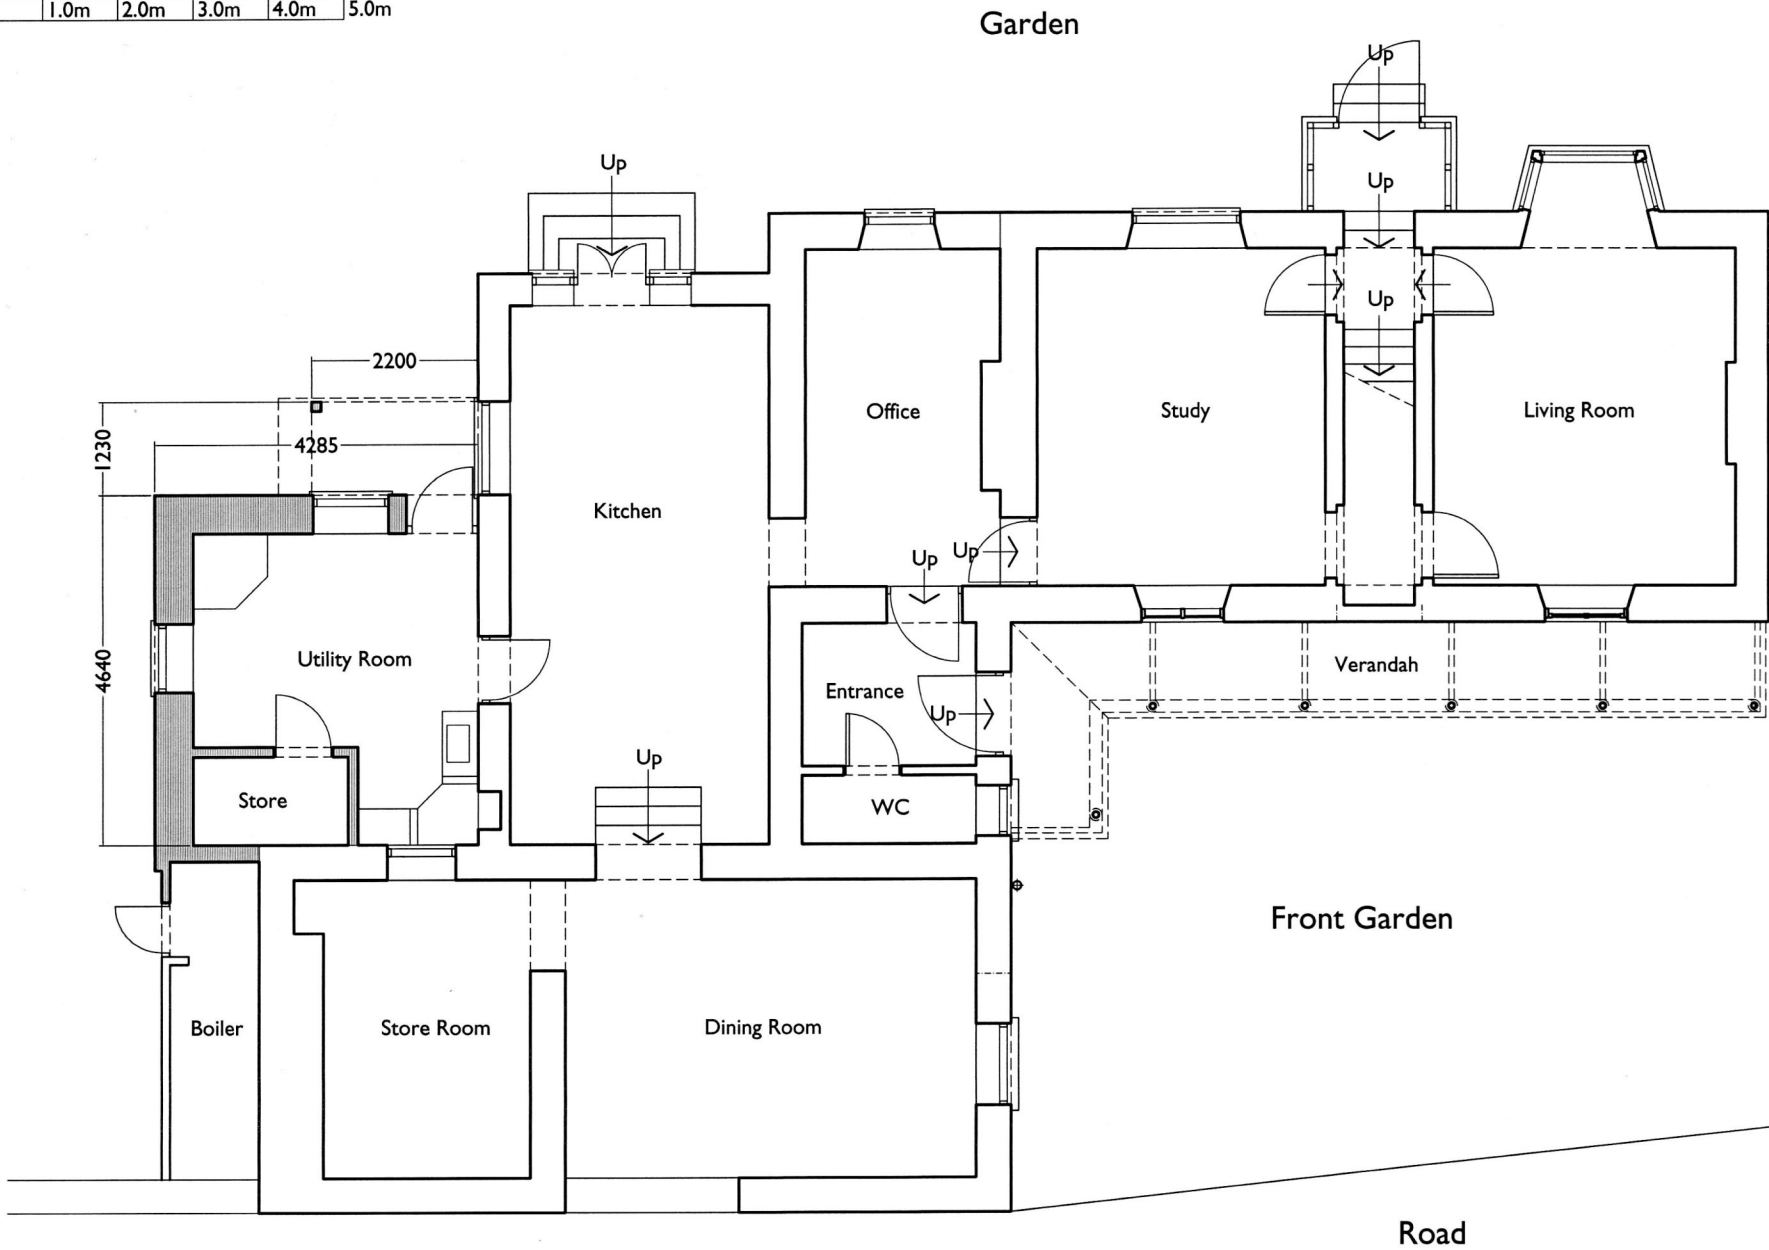 1.0m 2.0m 3.0m 4.0m 5.0m
Garden
Up
Up
Up
Up
2200
1230
4285
Office
Study
Living Room
Kitchen
Up
Up
4640
Utility Room
Verandah
Entrance
Up
Up
Store
WC
Front Garden
Boiler
Store Room
Dining Room
Road